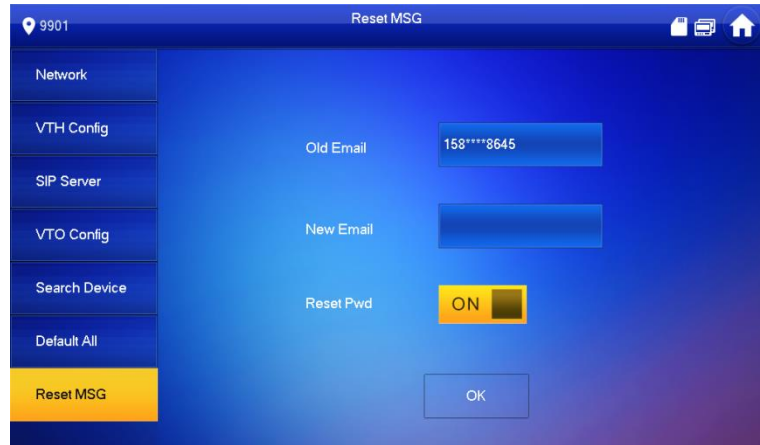 9901
Reset MSG
Network
VTH Config
SIP Server
VTO Config
Search Device
Default All
Reset MSG
Old Email
158****8645
New Email
Reset Pwd
ON
OK